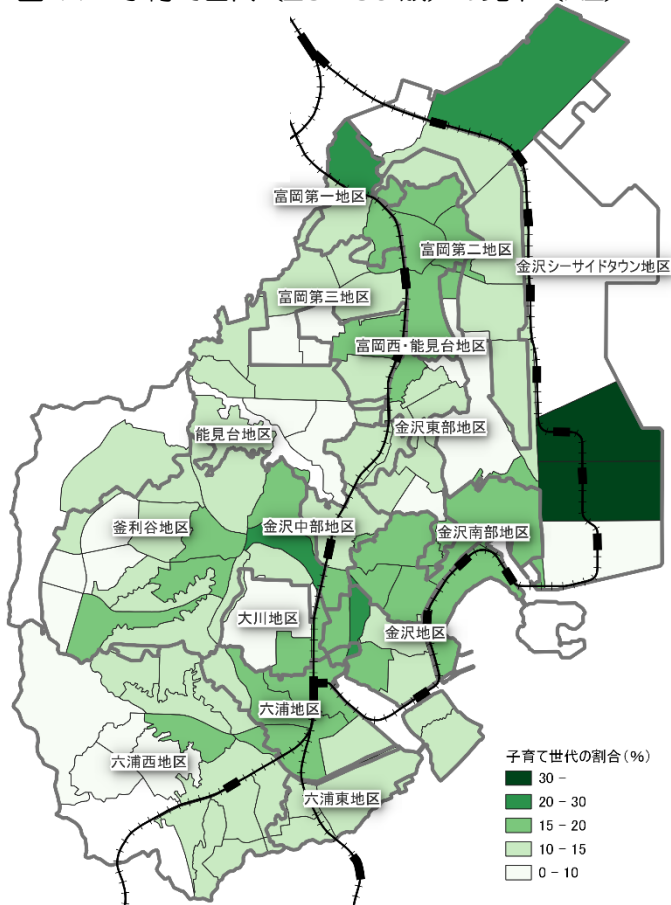 富岡第一地区
富岡第二地区
金沢シーサイドタウン地区
富岡第三地区
富岡西・能見台地区
能見台地区
金沢東部地区
釜利谷地区
金沢中部地区
金沢南部地区
大川地区
金沢地区
六浦地区
六浦西地区
六浦東地区
子育て世代の割合(%)
30 -
20 - 30
15 - 20
10 - 15
0 - 10